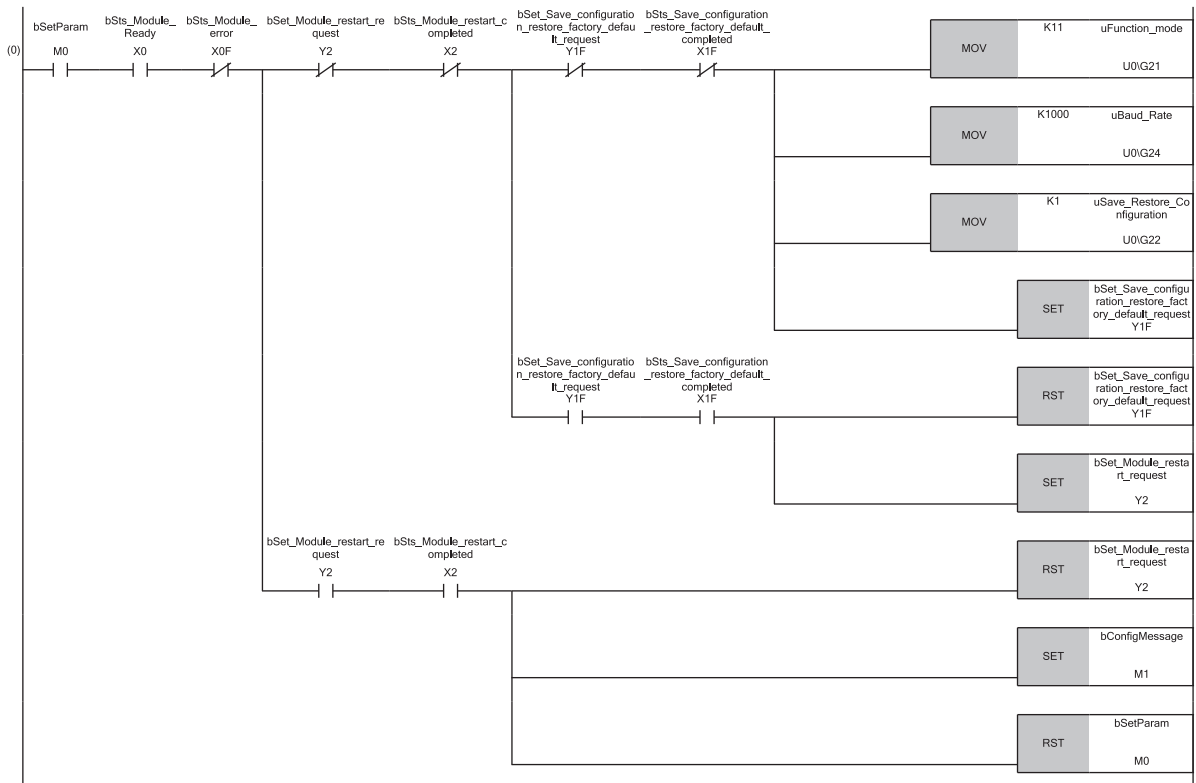 bSetParam
M0
bSts_Module_
Ready
X0
bSts_Module_
error
X0F
bSet_Module_restart_re
quest
Y2
bSts_Module_restart_c
ompleted
X2
bSet_Save_configuratio
n_restore_factory_defau
lt_request
Y1F
bSts_Save_configuration
_restore_factory_default_
completed
X1F
(0)
MOV
K11
uFunction_mode
U0\G21
MOV
K1000
uBaud_Rate
U0\G24
MOV
K1
uSave_Restore_Co
nfiguration
U0\G22
SET
bSet_Save_configu
ration_restore_fact
ory_default_request
Y1F
bSet_Save_configuratio
n_restore_factory_defau
lt_request
Y1F
bSts_Save_configuration
_restore_factory_default_
completed
X1F
RST
bSet_Save_configu
ration_restore_fact
ory_default_request
Y1F
SET
bSet_Module_resta
rt_request
Y2
bSet_Module_restart_re
quest
Y2
bSts_Module_restart_c
ompleted
X2
RST
bSet_Module_resta
rt_request
Y2
SET
bConfigMessage
M1
RST
bSetParam
M0